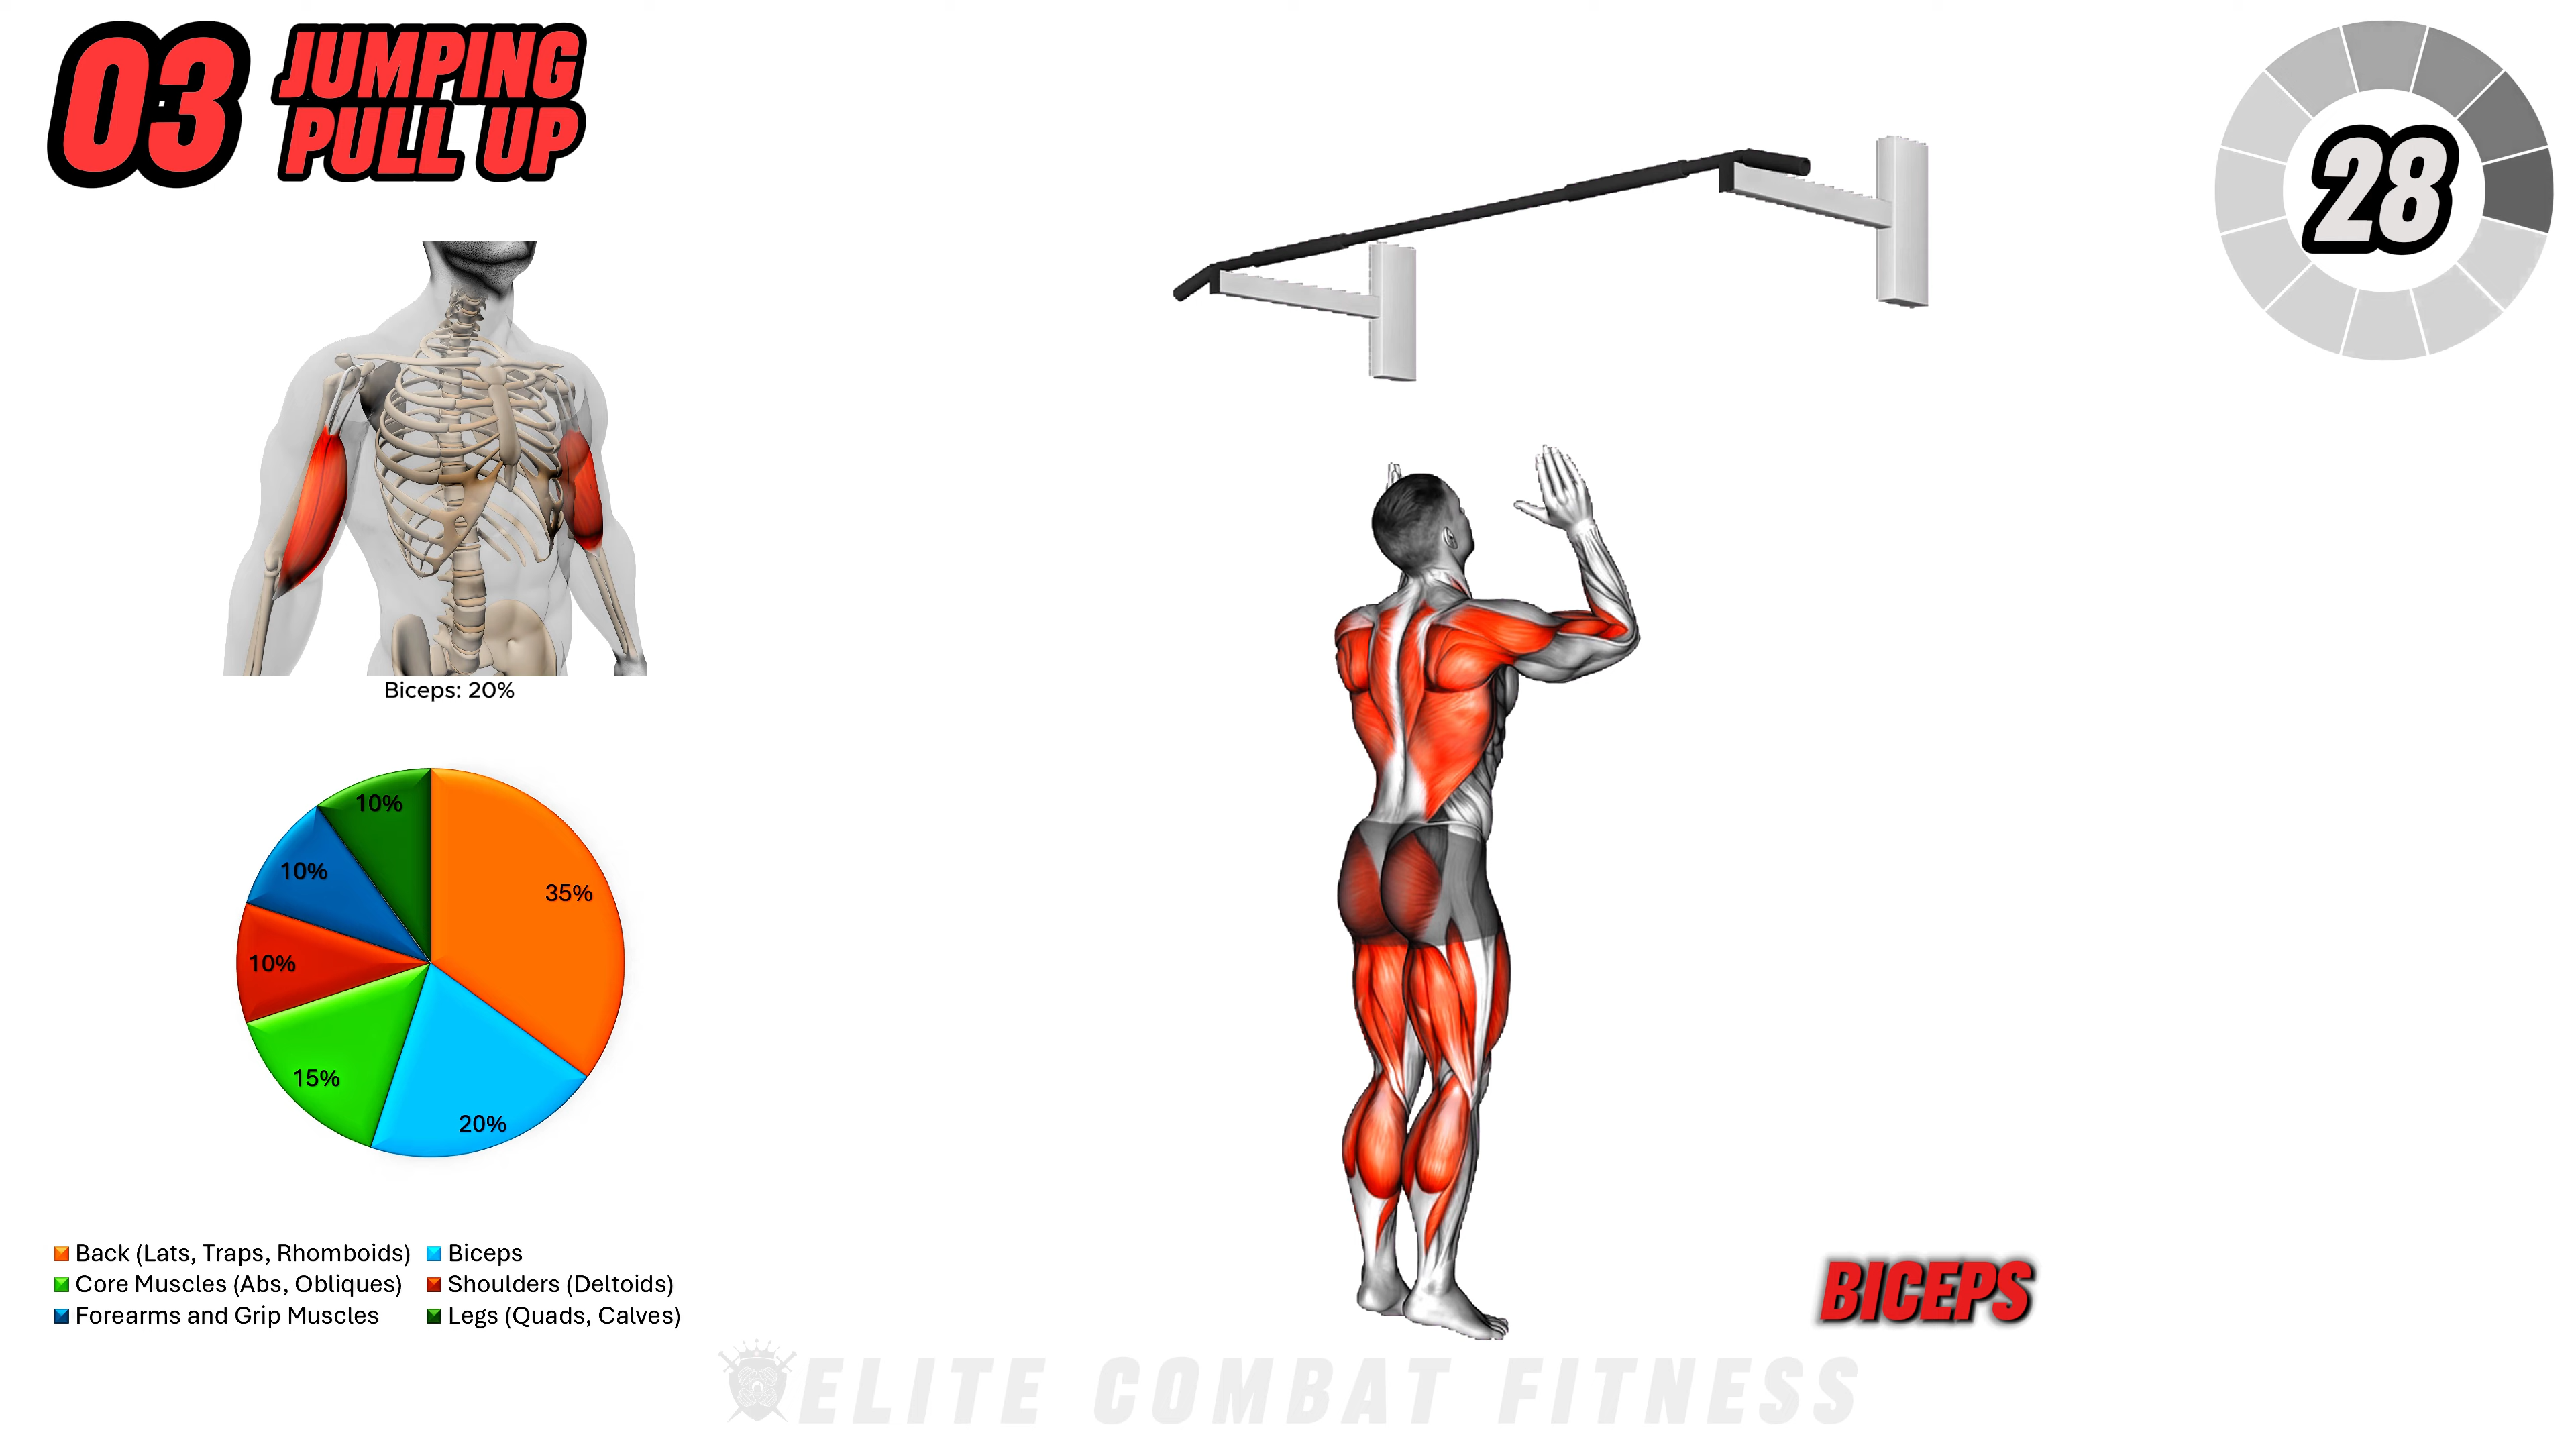 03
JUMPING
PULL UP
28
Biceps: 20%
10%
35%
10%
10%
15%
20%
Back (Lats, Traps, Rhomboids)
Biceps
Core Muscles (Abs, Obliques)
Shoulders (Deltoids)
Forearms and Grip Muscles
Legs (Quads, Calves)
BICEPS
ELITE COMBAT FITNESS